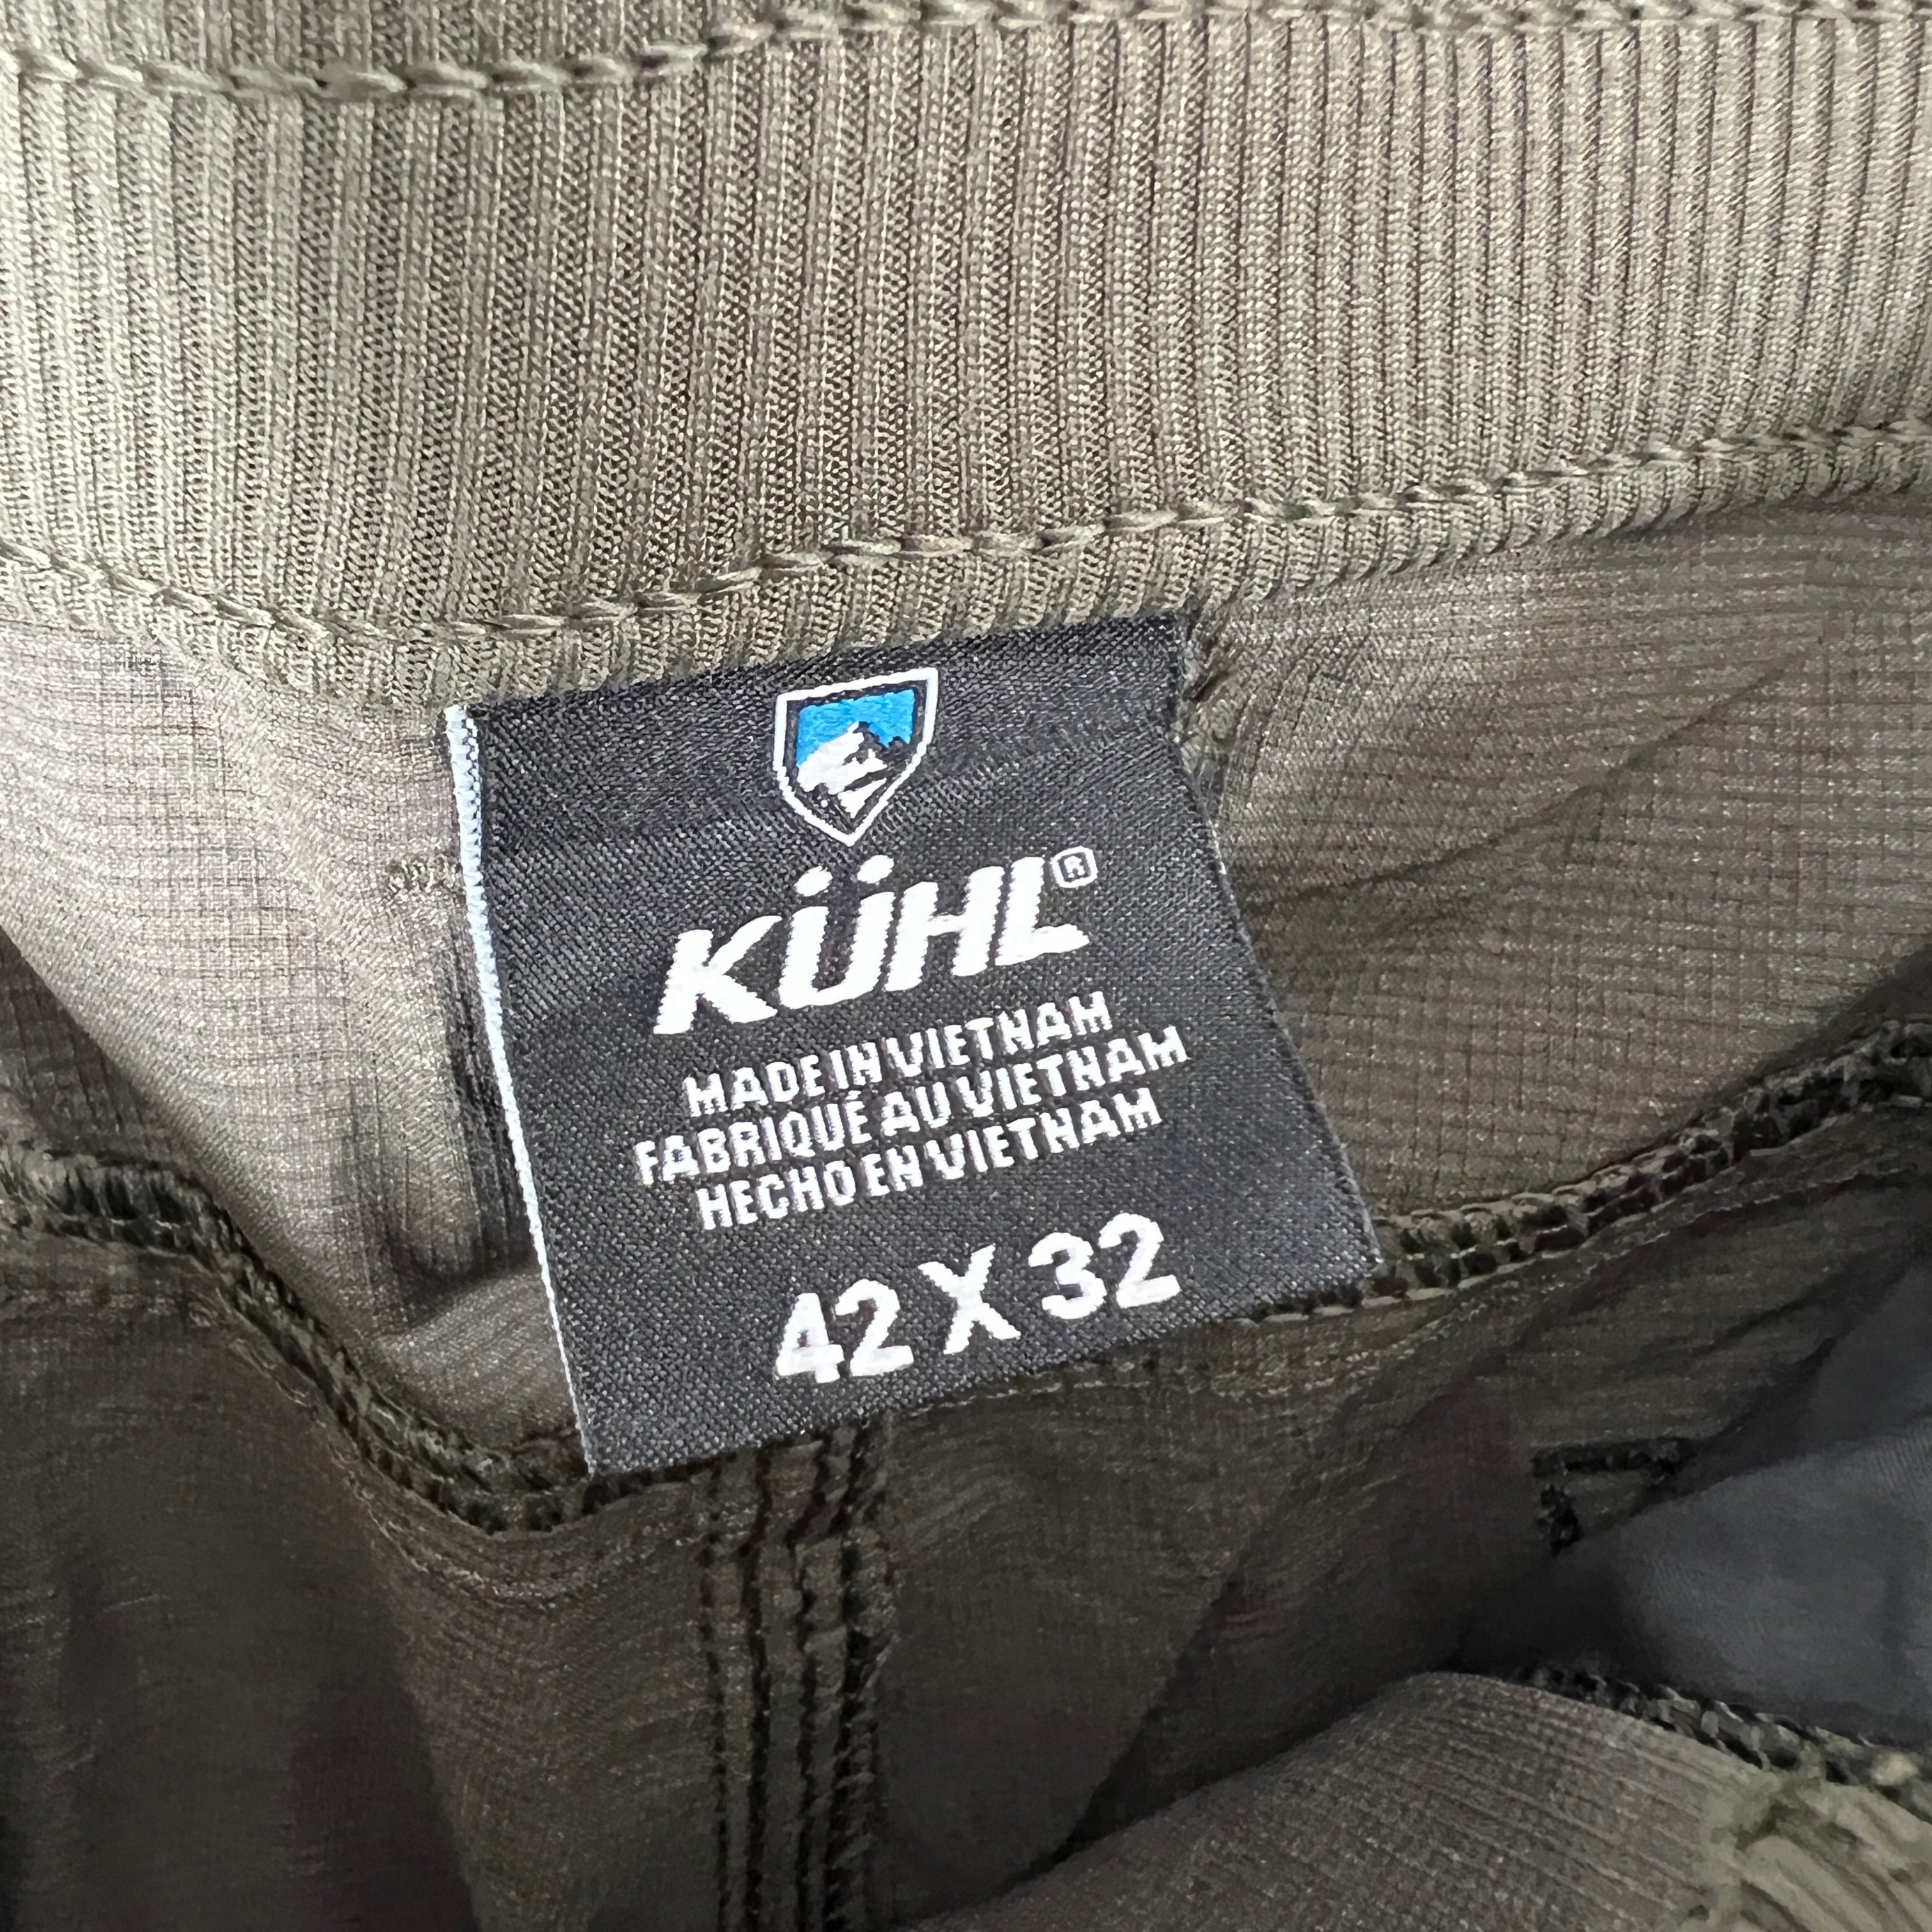 KÜHL®
MADE IN VIETNAM
FABRIQUÉ AU VIETNAM
HECHO EN VIETNAM
42 X 32